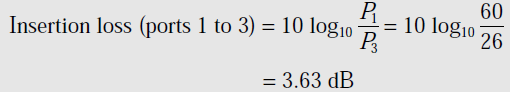 Insertion loss (ports 1 to 3) = 10 log₁₀ P₁/P₃ = 10 log₁₀ 60/26
= 3.63 dB